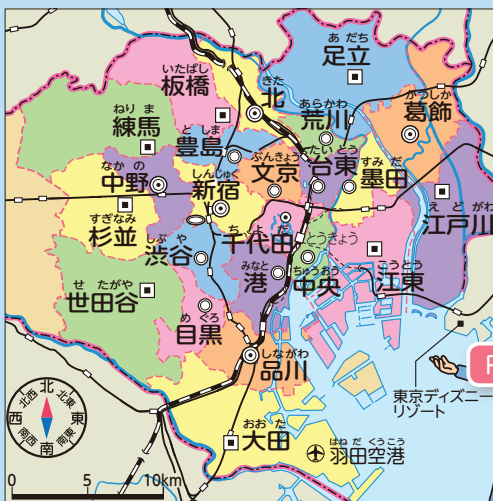 あだち
足立
いたばし
板橋
きた
北
かつしか
葛飾
あらかわ
荒川
ねりま
練馬
としま
豊島
ぶんきょう
文京
たいとう
台東
すみだ
墨田
なかの
中野
しんじゅく
新宿
えどがわ
江戸川
すぎなみ
杉並
ちよだ
千代田
とうきょう
しぶや
渋谷
みなと
港
ちゅうおう
中央
こうとう
江東
せたがや
世田谷
めぐろ
目黒
しながわ
品川
東京ディズニー
リゾート
おおた
大田
はねだくうこう
羽田空港
北
北西
北東
西
東
南西
南東
南
0 5 10km